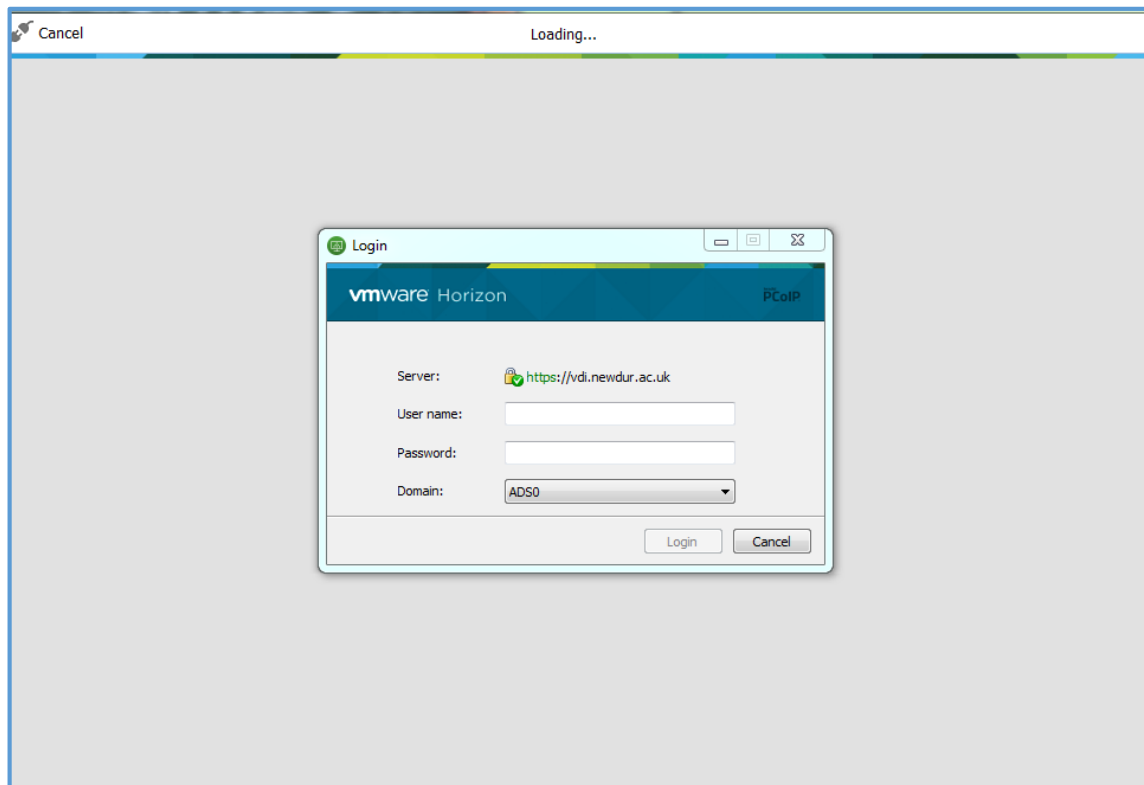 Cancel
Loading...
Login
vmware Horizon
PCoIP
Server: https://vdi.newdur.ac.uk
User name:
Password:
Domain: ADS0
Login Cancel